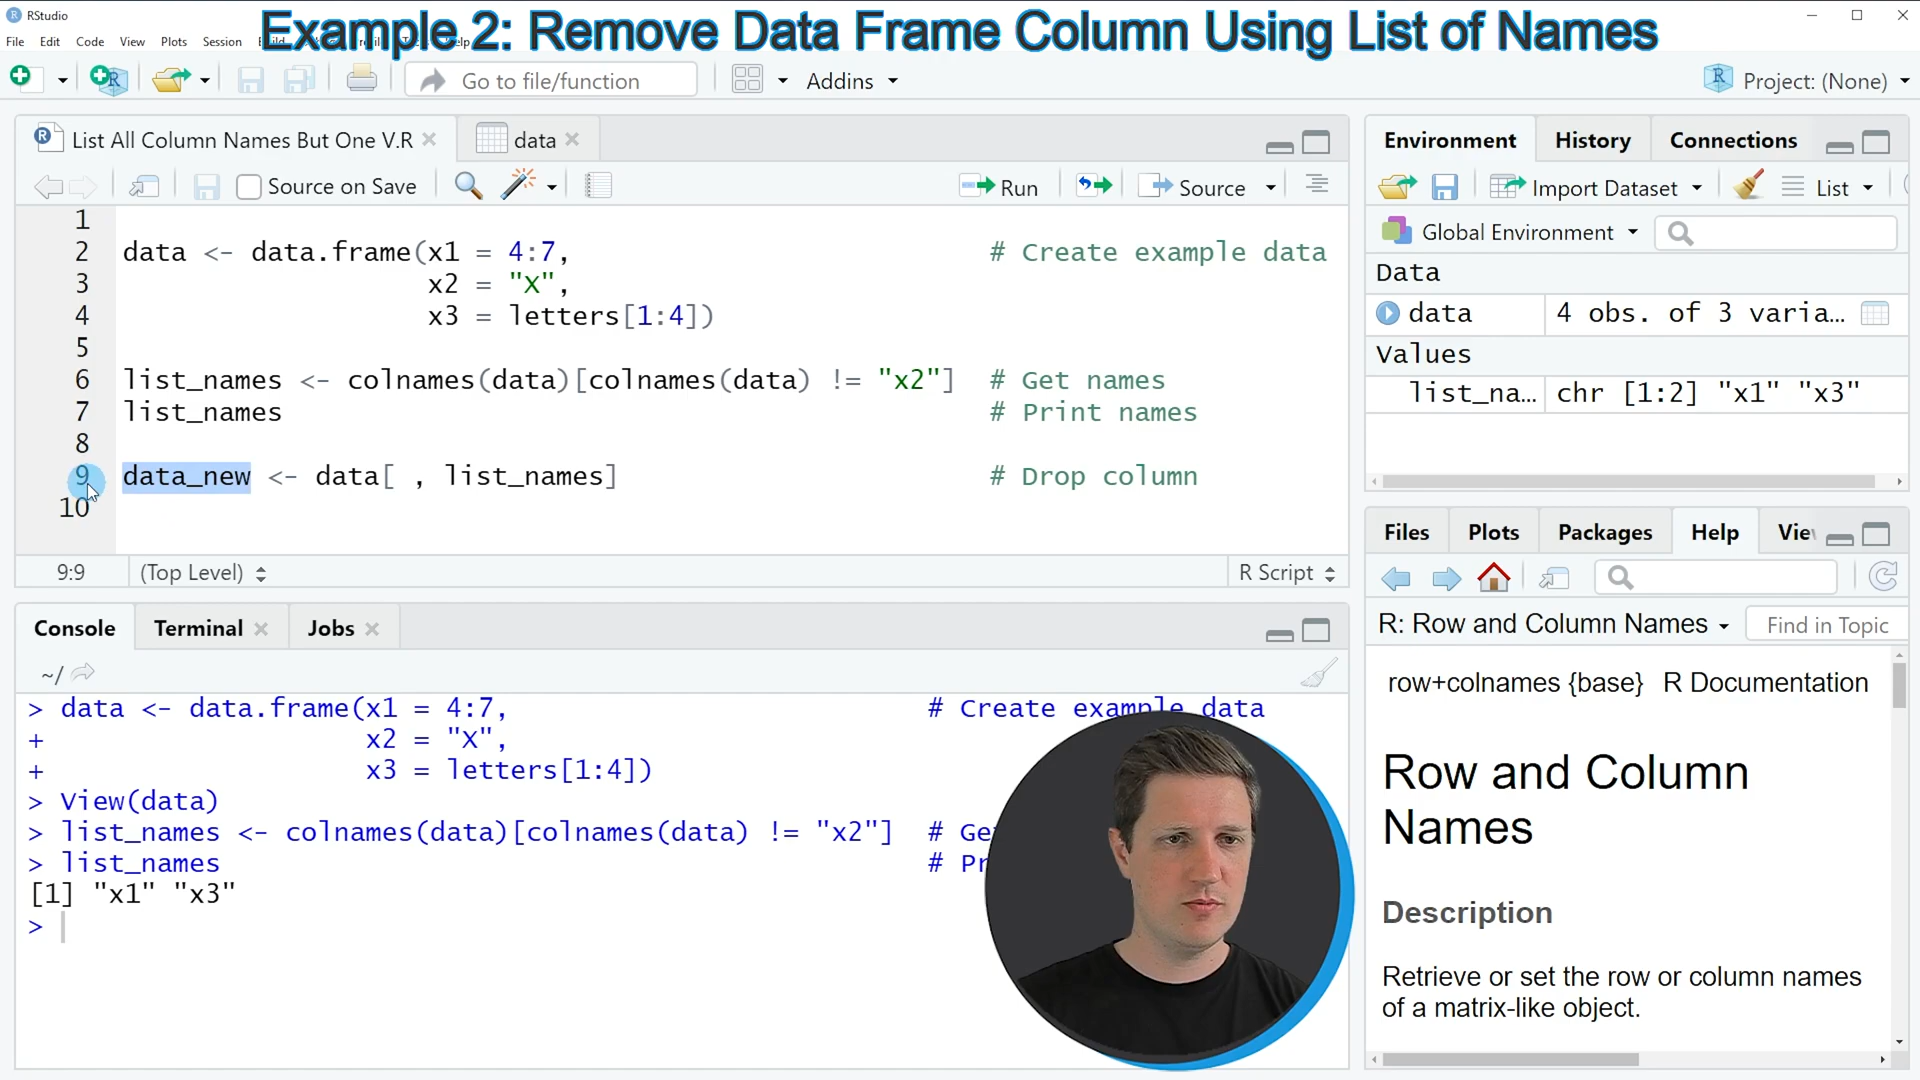 RStudio
Example 2: Remove Data Frame Column Using List of Names
File Edit Code View Plots Session
Go to file/function
Addins
Project: (None)
List All Column Names But One V.R
data
Source on Save
Run
Source
1
2 data <- data.frame(x1 = 4:7, # Create example data
3 x2 = "X",
4 x3 = letters[1:4])
5
6 list_names <- colnames(data)[colnames(data) != "x2"] # Get names
7 list_names # Print names
8
9 data_new <- data[ , list_names] # Drop column
10
9:9 (Top Level) R Script
Console Terminal Jobs
~/
> data <- data.frame(x1 = 4:7, # Create example data
+ x2 = "X",
+ x3 = letters[1:4])
> View(data)
> list_names <- colnames(data)[colnames(data) != "x2"] # Ge
> list_names # Pr
[1] "x1" "x3"
>
Environment History Connections
Import Dataset List
Global Environment
Data
data 4 obs. of 3 varia…
Values
list_na… chr [1:2] "x1" "x3"
Files Plots Packages Help Vie
R: Row and Column Names Find in Topic
row+colnames {base} R Documentation
Row and Column
Names
Description
Retrieve or set the row or column names
of a matrix-like object.